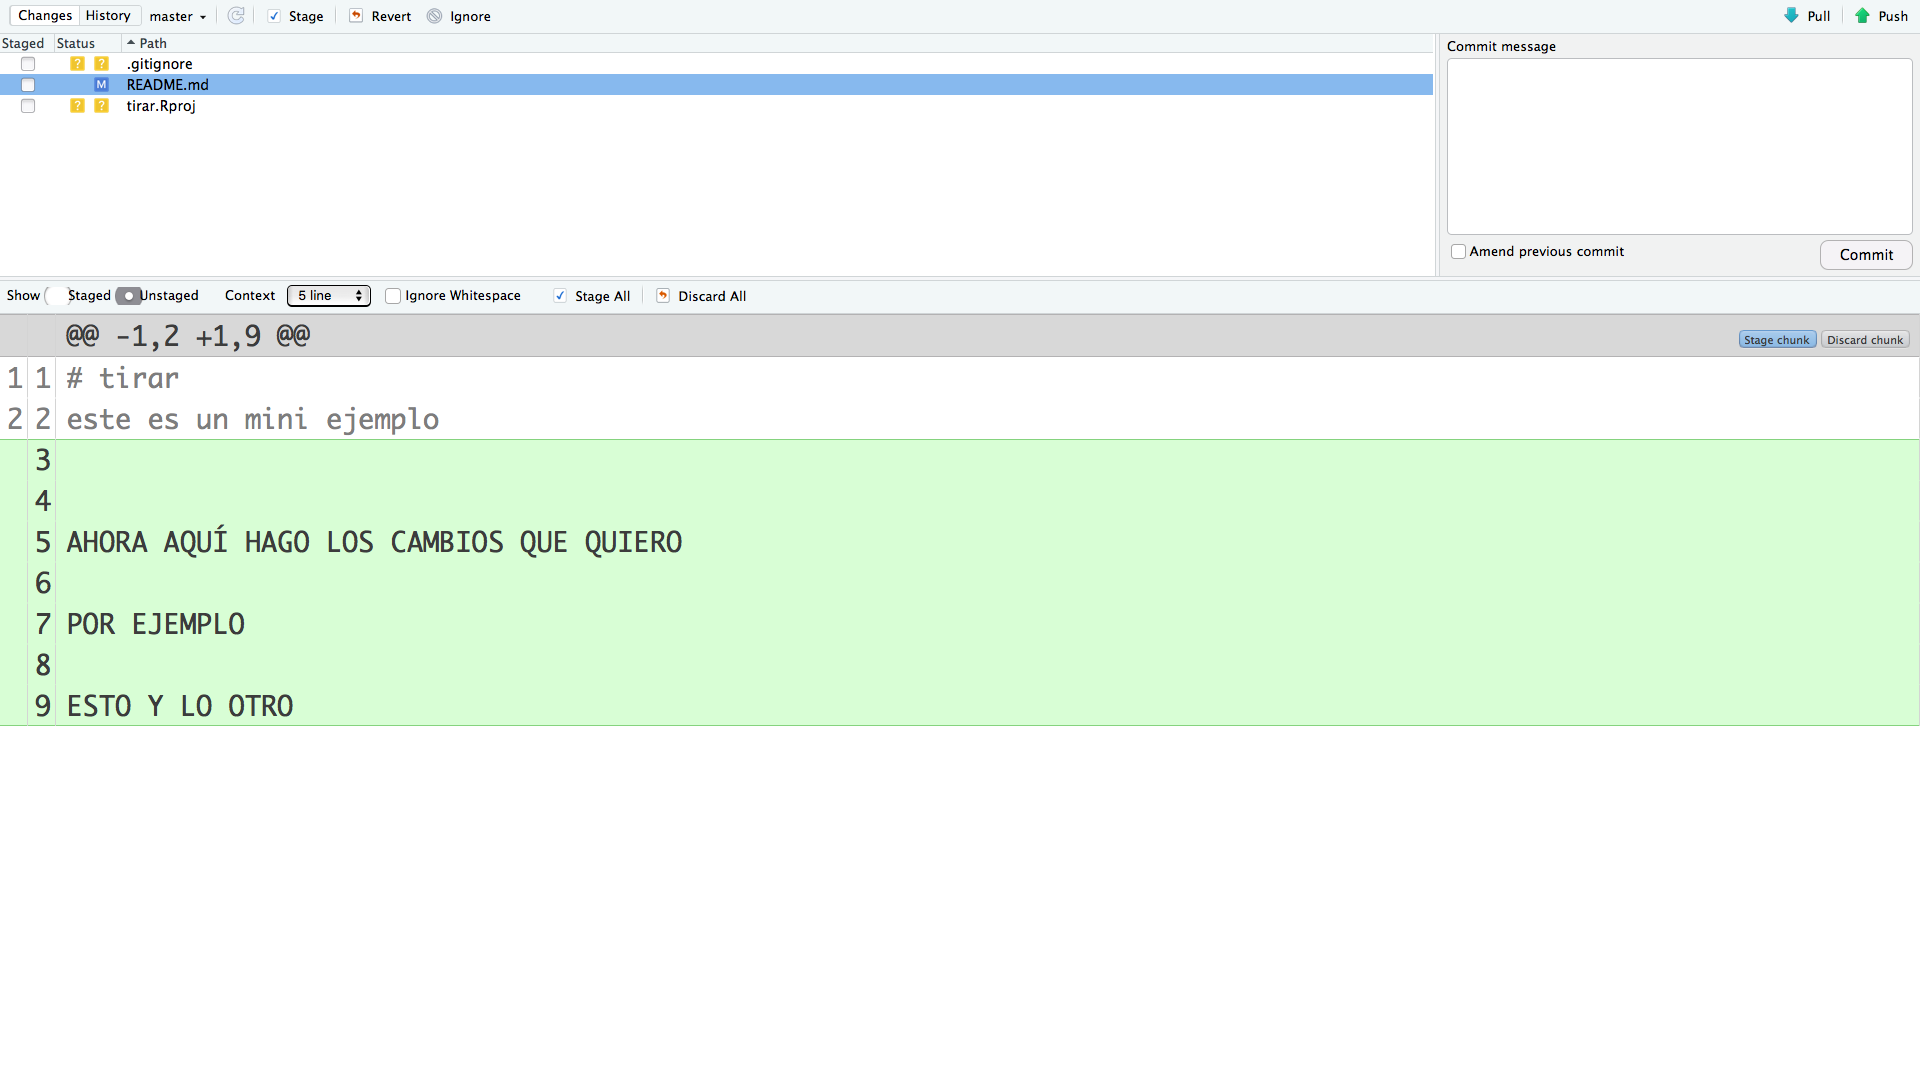 Changes History master Stage Revert Ignore Pull Push
Staged Status Path
Commit message
? ? .gitignore
M README.md
? ? tirar.Rproj
Amend previous commit
Commit
Show Staged Unstaged Context 5 line Ignore Whitespace Stage All Discard All
@@ -1,2 +1,9 @@ Stage chunk Discard chunk
1 1 # tirar
2 2 este es un mini ejemplo
3
4
5 AHORA AQUÍ HAGO LOS CAMBIOS QUE QUIERO
6
7 POR EJEMPLO
8
9 ESTO Y LO OTRO